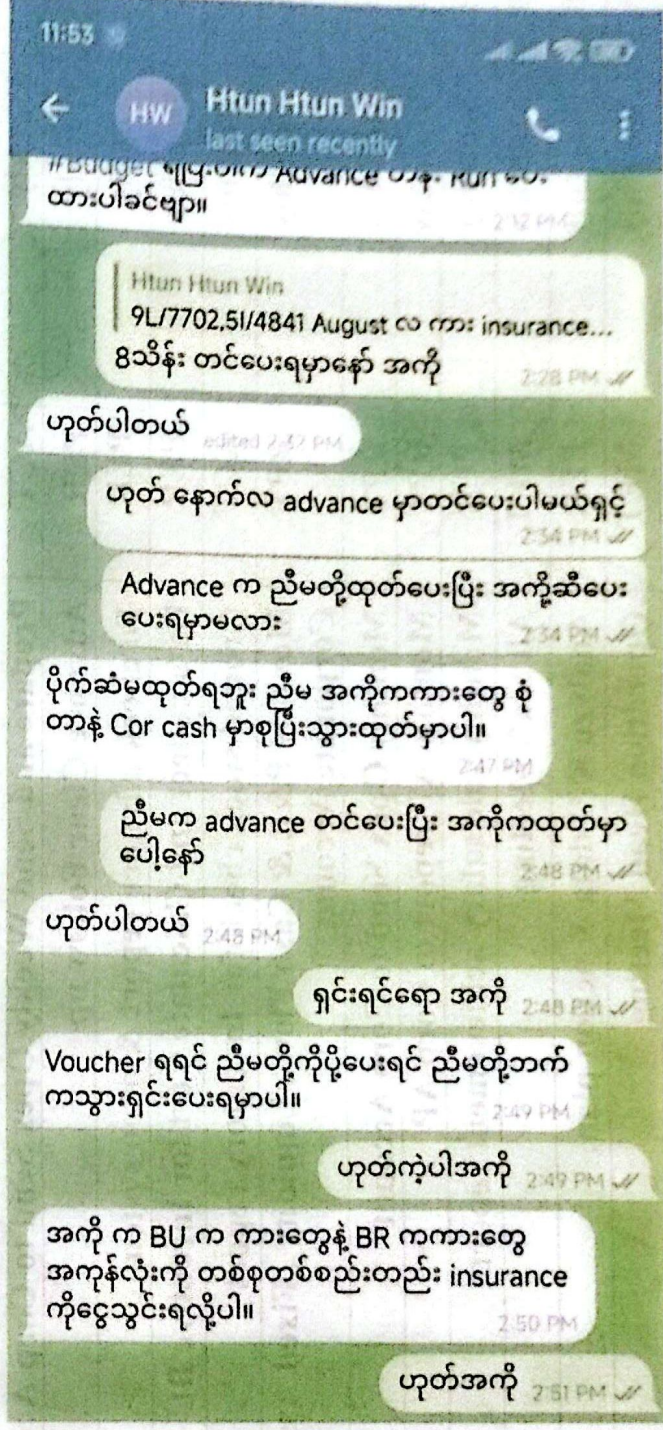 11:53
HW
Htun Htun Win
last seen recently
#Budget ရပြီးပါက Advance တန်း Run ပေး
ထားပါခင်ဗျာ။
2:12 PM
Htun Htun Win
9L/7702,5I/4841 August လ ကား insurance...
8သိန်း တင်ပေးရမှာနော် အကို
2:28 PM
ဟုတ်ပါတယ်
edited 2:32 PM
ဟုတ် နောက်လ advance မှာတင်ပေးပါမယ်ရှင့်
2:34 PM
Advance က ညီမတို့ထုတ်ပေးပြီး အကို့ဆီပေး
ပေးရမှာမလား
2:34 PM
ပိုက်ဆံမထုတ်ရဘူး ညီမ အကိုကကားတွေ စုံ
တာနဲ့ Cor cash မှာစုပြီးသွားထုတ်မှာပါ။
2:47 PM
ညီမက advance တင်ပေးပြီး အကိုကထုတ်မှာ
ပေါ့နော်
2:48 PM
ဟုတ်ပါတယ်
2:48 PM
ရှင်းရင်ရော အကို
2:48 PM
Voucher ရရင် ညီမတို့ကိုပို့ပေးရင် ညီမတို့ဘက်
ကသွားရှင်းပေးရမှာပါ။
2:49 PM
ဟုတ်ကဲ့ပါအကို
2:49 PM
အကို က BU က ကားတွေနဲ့ BR ကကားတွေ
အကုန်လုံးကို တစ်စုတစ်စည်းတည်း insurance
ကိုငွေသွင်းရလို့ပါ။
2:50 PM
ဟုတ်အကို
2:51 PM